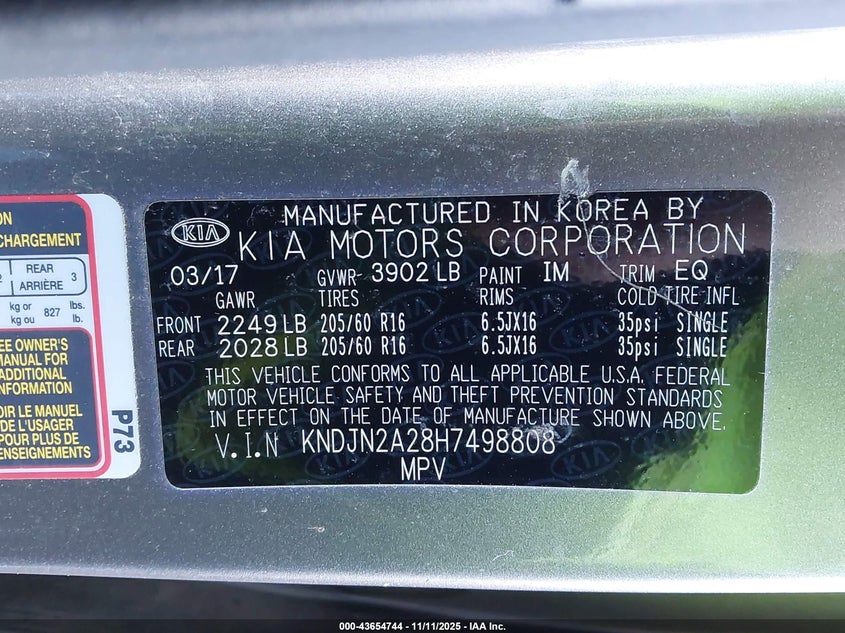 ON
CHARGEMENT
2 REAR ARRIÈRE 3
kg or kg ou 827 lbs. lb.
EE OWNER'S
MANUAL FOR
ADDITIONAL
NFORMATION
OIR LE MANUEL
DE L'USAGER
POUR PLUS DE
ENSEIGNEMENTS
P73
KIA
MANUFACTURED IN KOREA BY
KIA MOTORS CORPORATION
03/17 GVWR 3902 LB PAINT IM TRIM EQ
GAWR TIRES RIMS COLD TIRE INFL
FRONT 2249 LB 205/60 R16 6.5JX16 35psi SINGLE
REAR 2028 LB 205/60 R16 6.5JX16 35psi SINGLE
THIS VEHICLE CONFORMS TO ALL APPLICABLE U.S.A. FEDERAL
MOTOR VEHICLE SAFETY AND THEFT PREVENTION STANDARDS
IN EFFECT ON THE DATE OF MANUFACTURE SHOWN ABOVE.
V.I.N KNDJN2A28H7498808
MPV
000-43654744 - 11/11/2025 - IAA Inc.